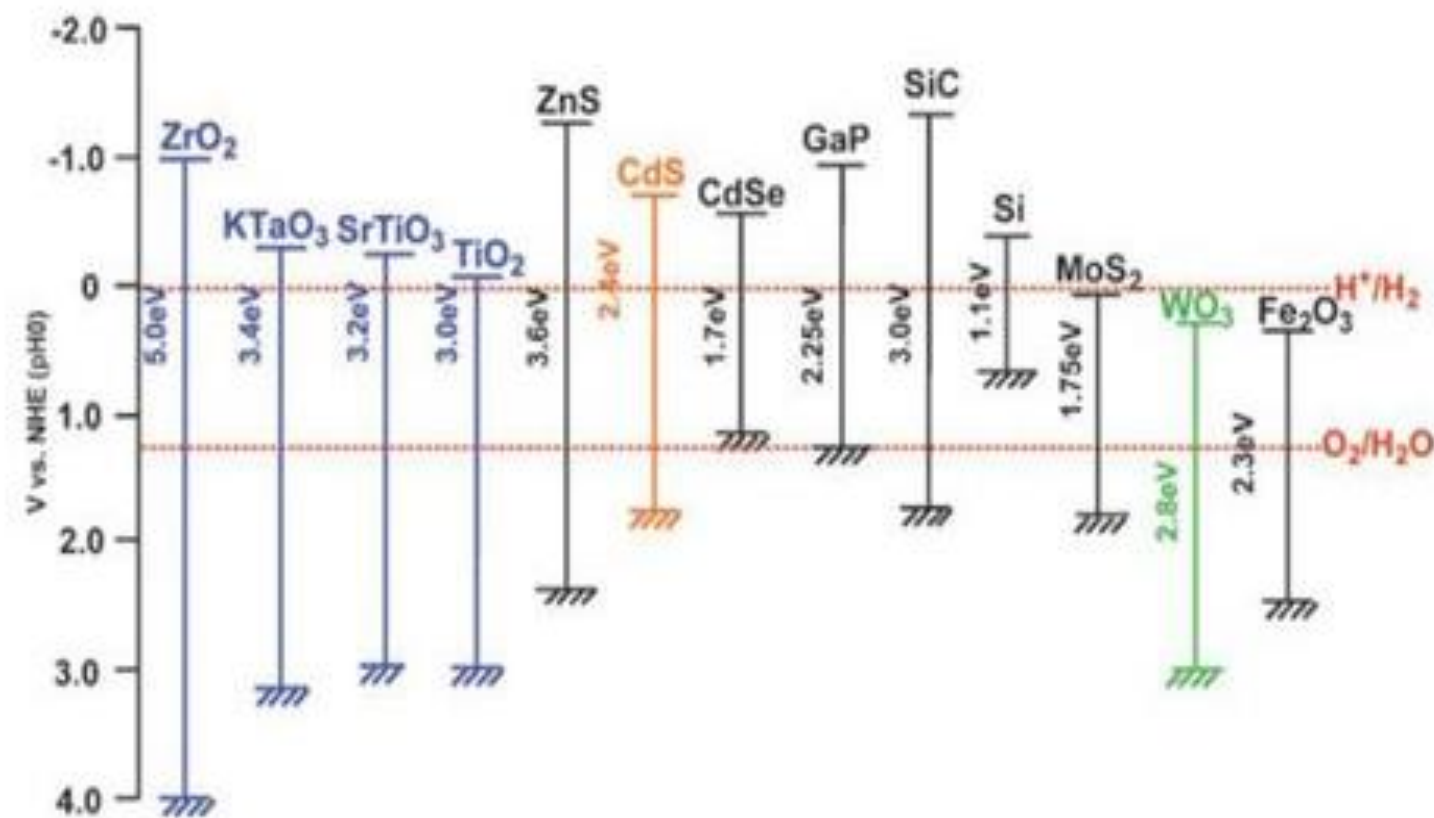 -2.0
-1.0
0
1.0
2.0
3.0
4.0
V vs. NHE (pH0)
ZrO₂
5.0eV
KTaO₃
3.4eV
SrTiO₃
3.2eV
TiO₂
3.0eV
ZnS
3.6eV
CdS
2.4eV
CdSe
1.7eV
GaP
2.25eV
SiC
3.0eV
Si
1.1eV
MoS₂
1.75eV
WO₃
2.8eV
Fe₂O₃
2.3eV
H⁺/H₂
O₂/H₂O